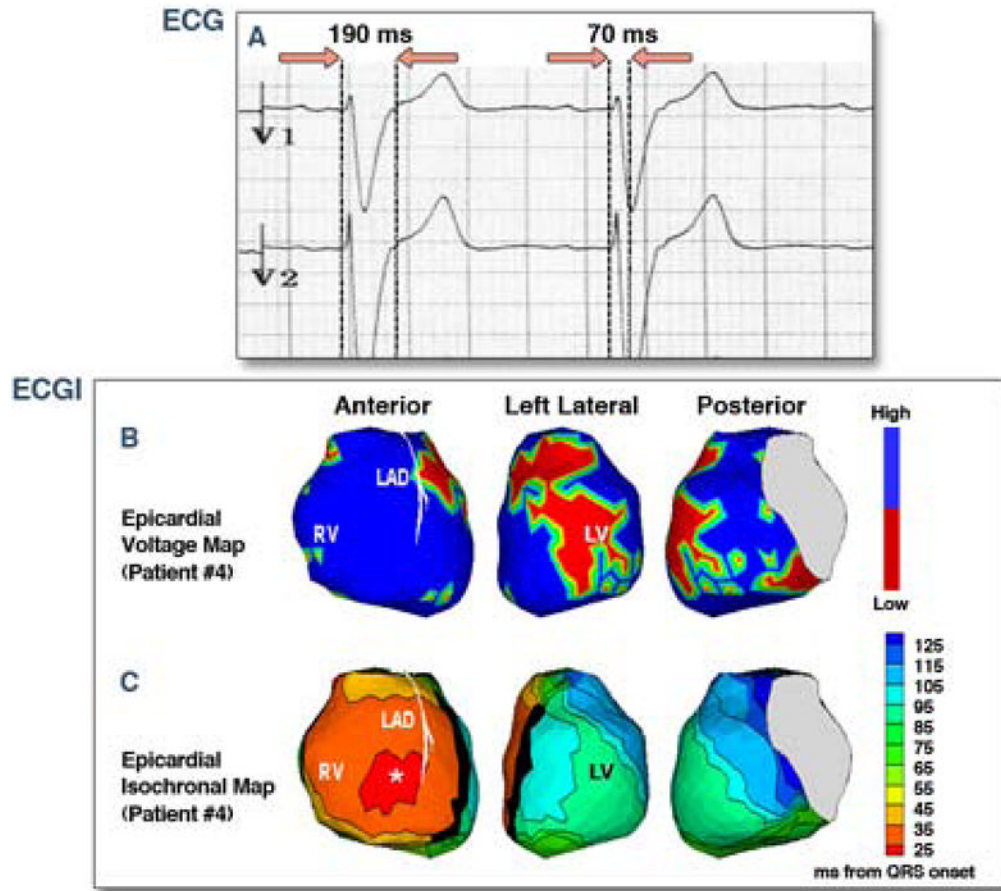 ECG
A
190 ms
70 ms
V1
V2
ECGI
Anterior
Left Lateral
Posterior
High
B
LAD
Epicardial
Voltage Map
(Patient #4)
RV
LV
Low
C
LAD
Epicardial
Isochronal Map
(Patient #4)
RV
*
LV
125
115
105
95
85
75
65
55
45
35
25
ms from QRS onset